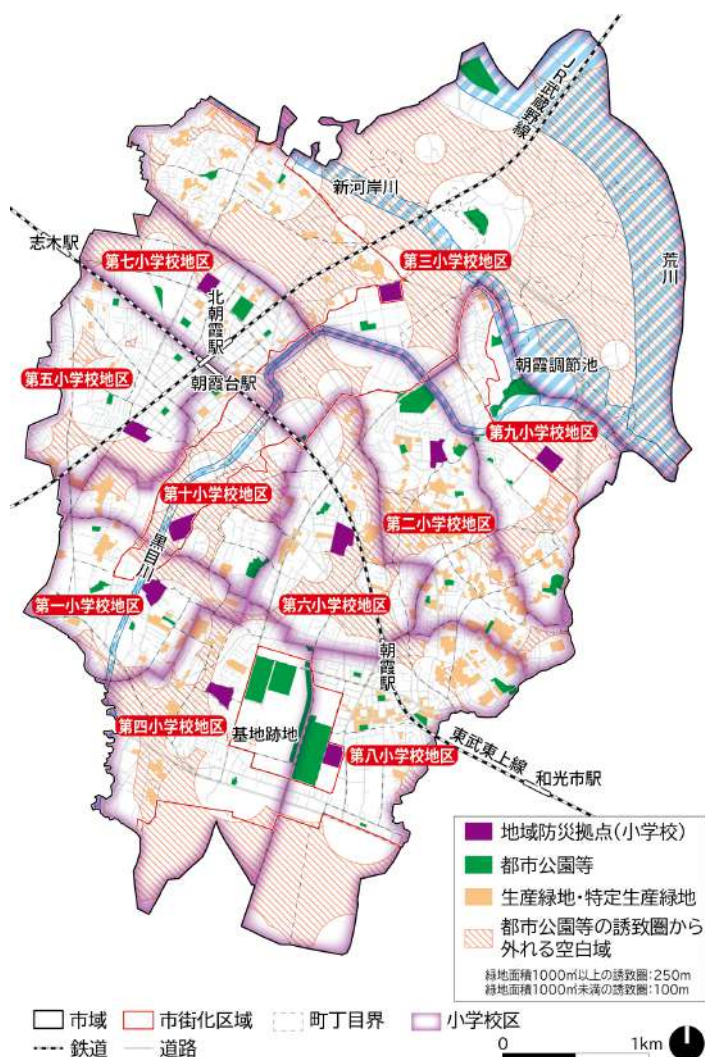 JR武蔵野線
新河岸川
志木駅
第七小学校地区
第三小学校地区
荒川
北朝霞駅
朝霞調節池
第五小学校地区
朝霞台駅
第九小学校地区
第十小学校地区
第二小学校地区
黒目川
第一小学校地区
第六小学校地区
朝霞駅
第四小学校地区
基地跡地
第八小学校地区
東武東上線
和光市駅
地域防災拠点(小学校)
都市公園等
生産緑地・特定生産緑地
都市公園等の誘致圏から
外れる空白域
緑地面積1000㎡以上の誘致圏:250m
緑地面積1000㎡未満の誘致圏:100m
市域 市街化区域 町丁目界 小学校区
鉄道 道路
0 1km